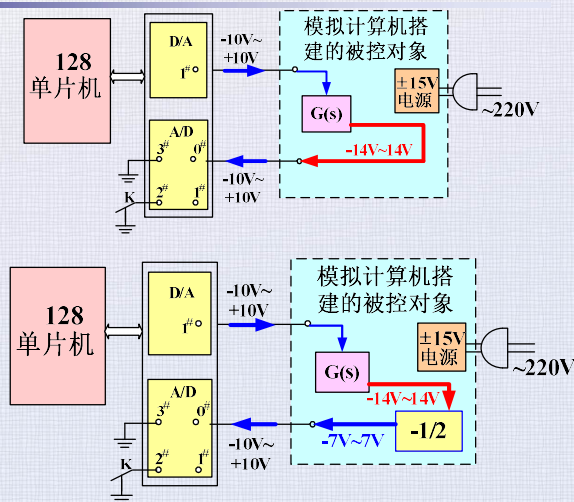 模拟计算机搭
建的被控对象
128
单片机
D/A
1#
-10V~
+10V
±15V
电源
~220V
G(s)
A/D
3# 0#
2# 1#
K
-10V~
+10V
-14V~14V
模拟计算机搭
建的被控对象
128
单片机
D/A
1#
-10V~
+10V
±15V
电源
~220V
G(s)
-14V~14V
A/D
3# 0#
2# 1#
K
-10V~
+10V
-7V~7V
-1/2